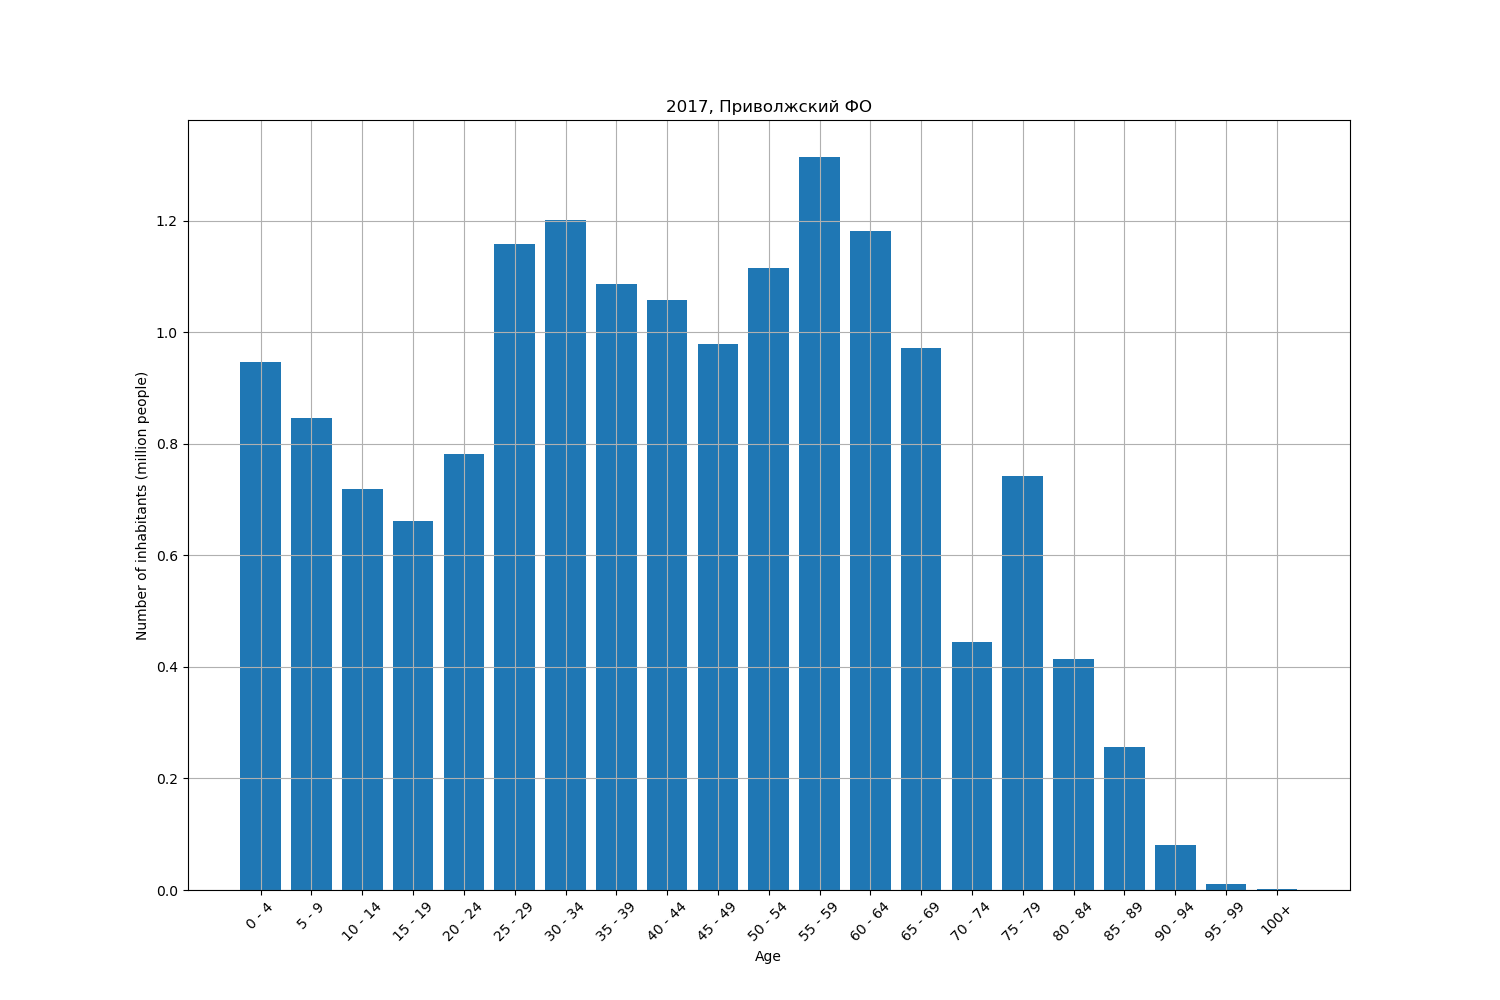 2017, Приволжский ФО
Number of inhabitants (million people)
1.2
1.0
0.8
0.6
0.4
0.2
0.0
0 - 4
5 - 9
10 - 14
15 - 19
20 - 24
25 - 29
30 - 34
35 - 39
40 - 44
45 - 49
50 - 54
55 - 59
60 - 64
65 - 69
70 - 74
75 - 79
80 - 84
85 - 89
90 - 94
95 - 99
100+
Age